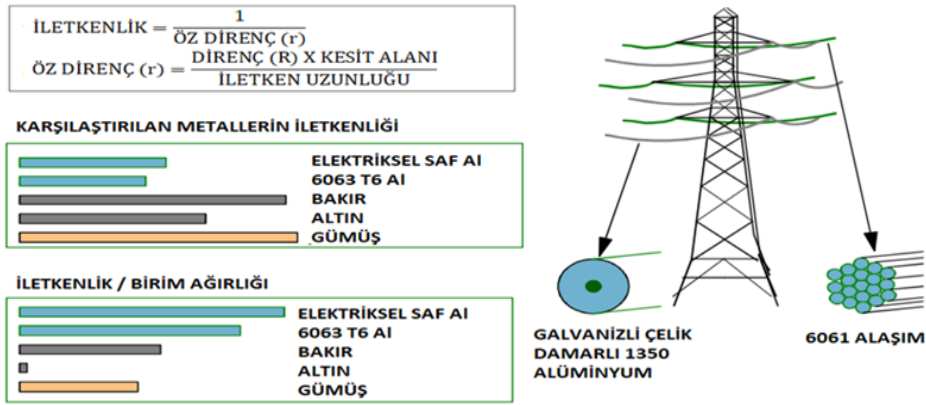 İLETKENLİK = 1 / ÖZ DİRENÇ (r)
ÖZ DİRENÇ (r) = DİRENÇ (R) X KESİT ALANI / İLETKEN UZUNLUĞU
KARŞILAŞTIRILAN METALLERİN İLETKENLİĞİ
ELEKTRİKSEL SAF Al
6063 T6 Al
BAKIR
ALTIN
GÜMÜŞ
İLETKENLİK / BİRİM AĞIRLIĞI
ELEKTRİKSEL SAF Al
6063 T6 Al
BAKIR
ALTIN
GÜMÜŞ
GALVANİZLİ ÇELİK
DAMARLI 1350
ALÜMİNYUM
6061 ALAŞIM